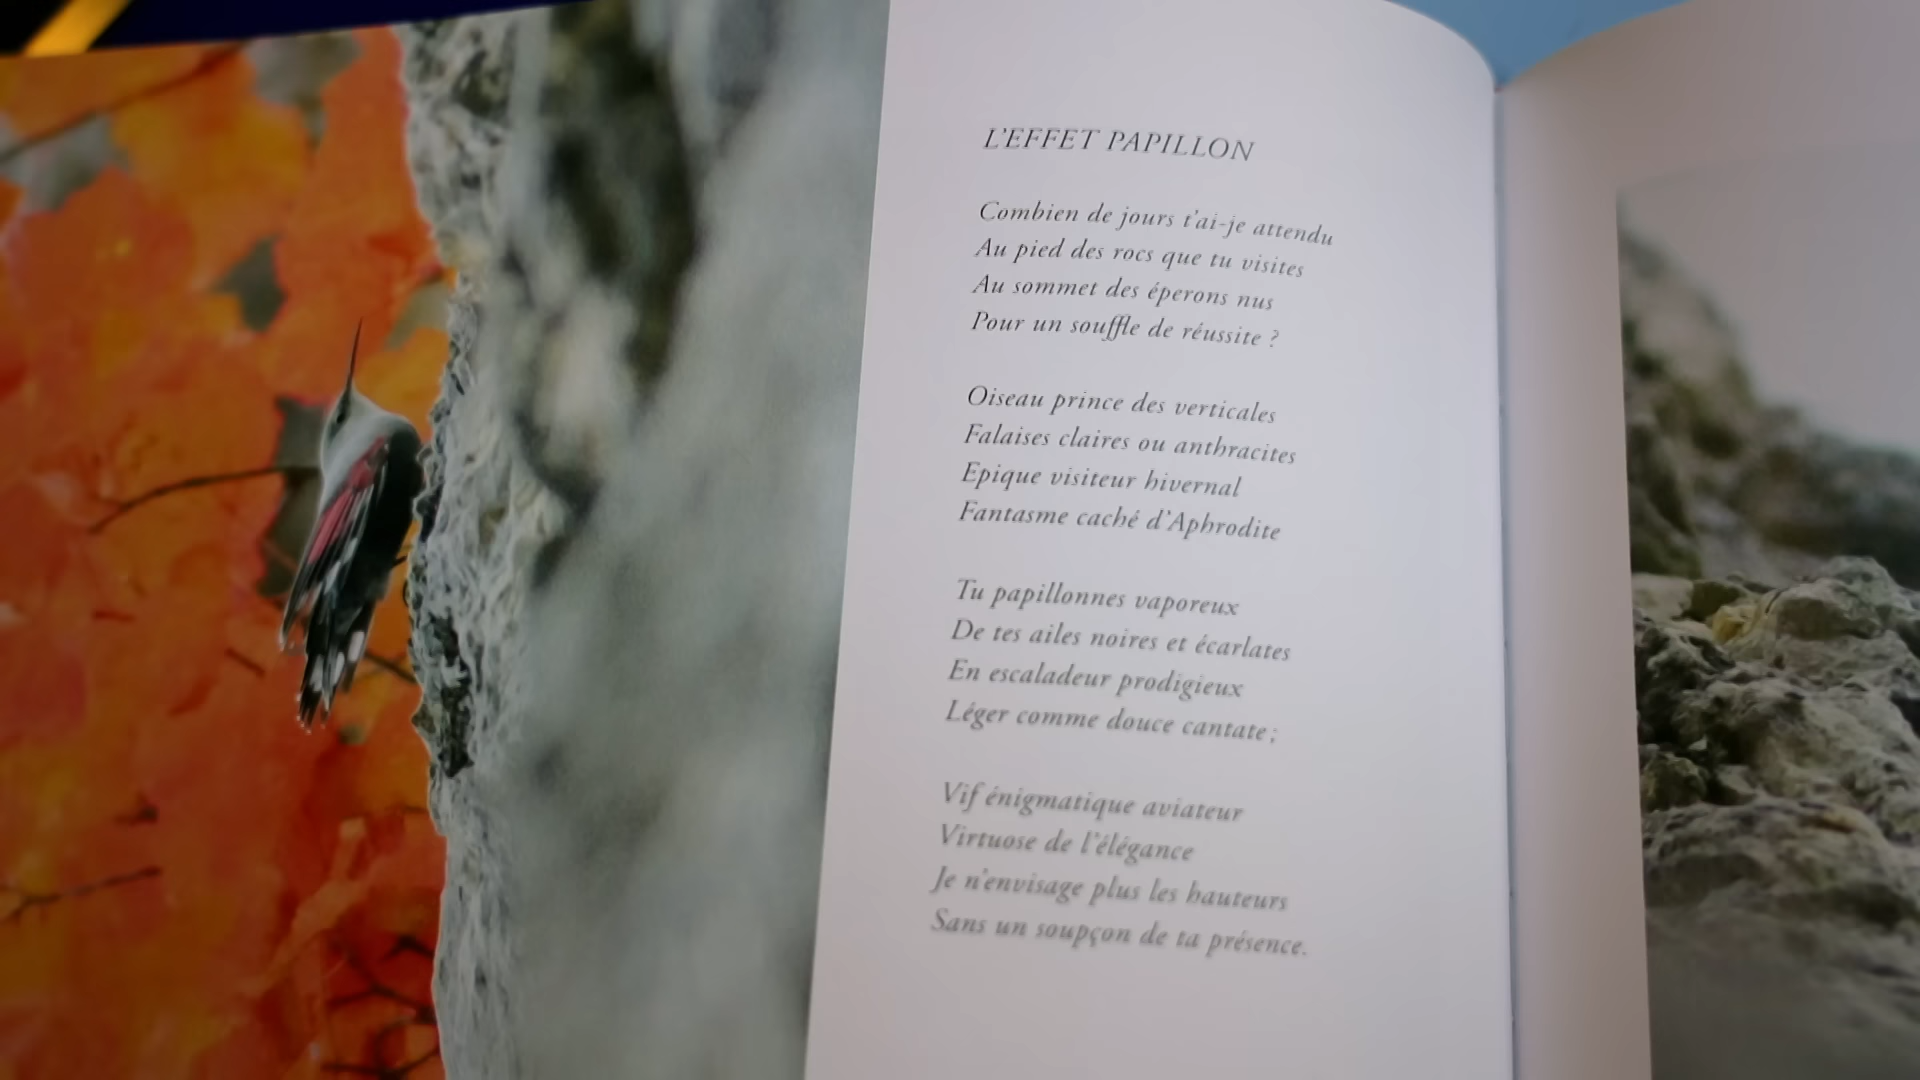 L'EFFET PAPILLON
Combien de jours t'ai-je attendu
Au pied des rocs que tu visites
Au sommet des éperons nus
Pour un souffle de réussite ?
Oiseau prince des verticales
Falaises claires ou anthracites
Epique visiteur hivernal
Fantasme caché d'Aphrodite
Tu papillonnes vaporeux
De tes ailes noires et écarlates
En escaladeur prodigieux
Léger comme douce cantate ;
Vif énigmatique aviateur
Virtuose de l'élégance
Je n'envisage plus les hauteurs
Sans un soupçon de ta présence.